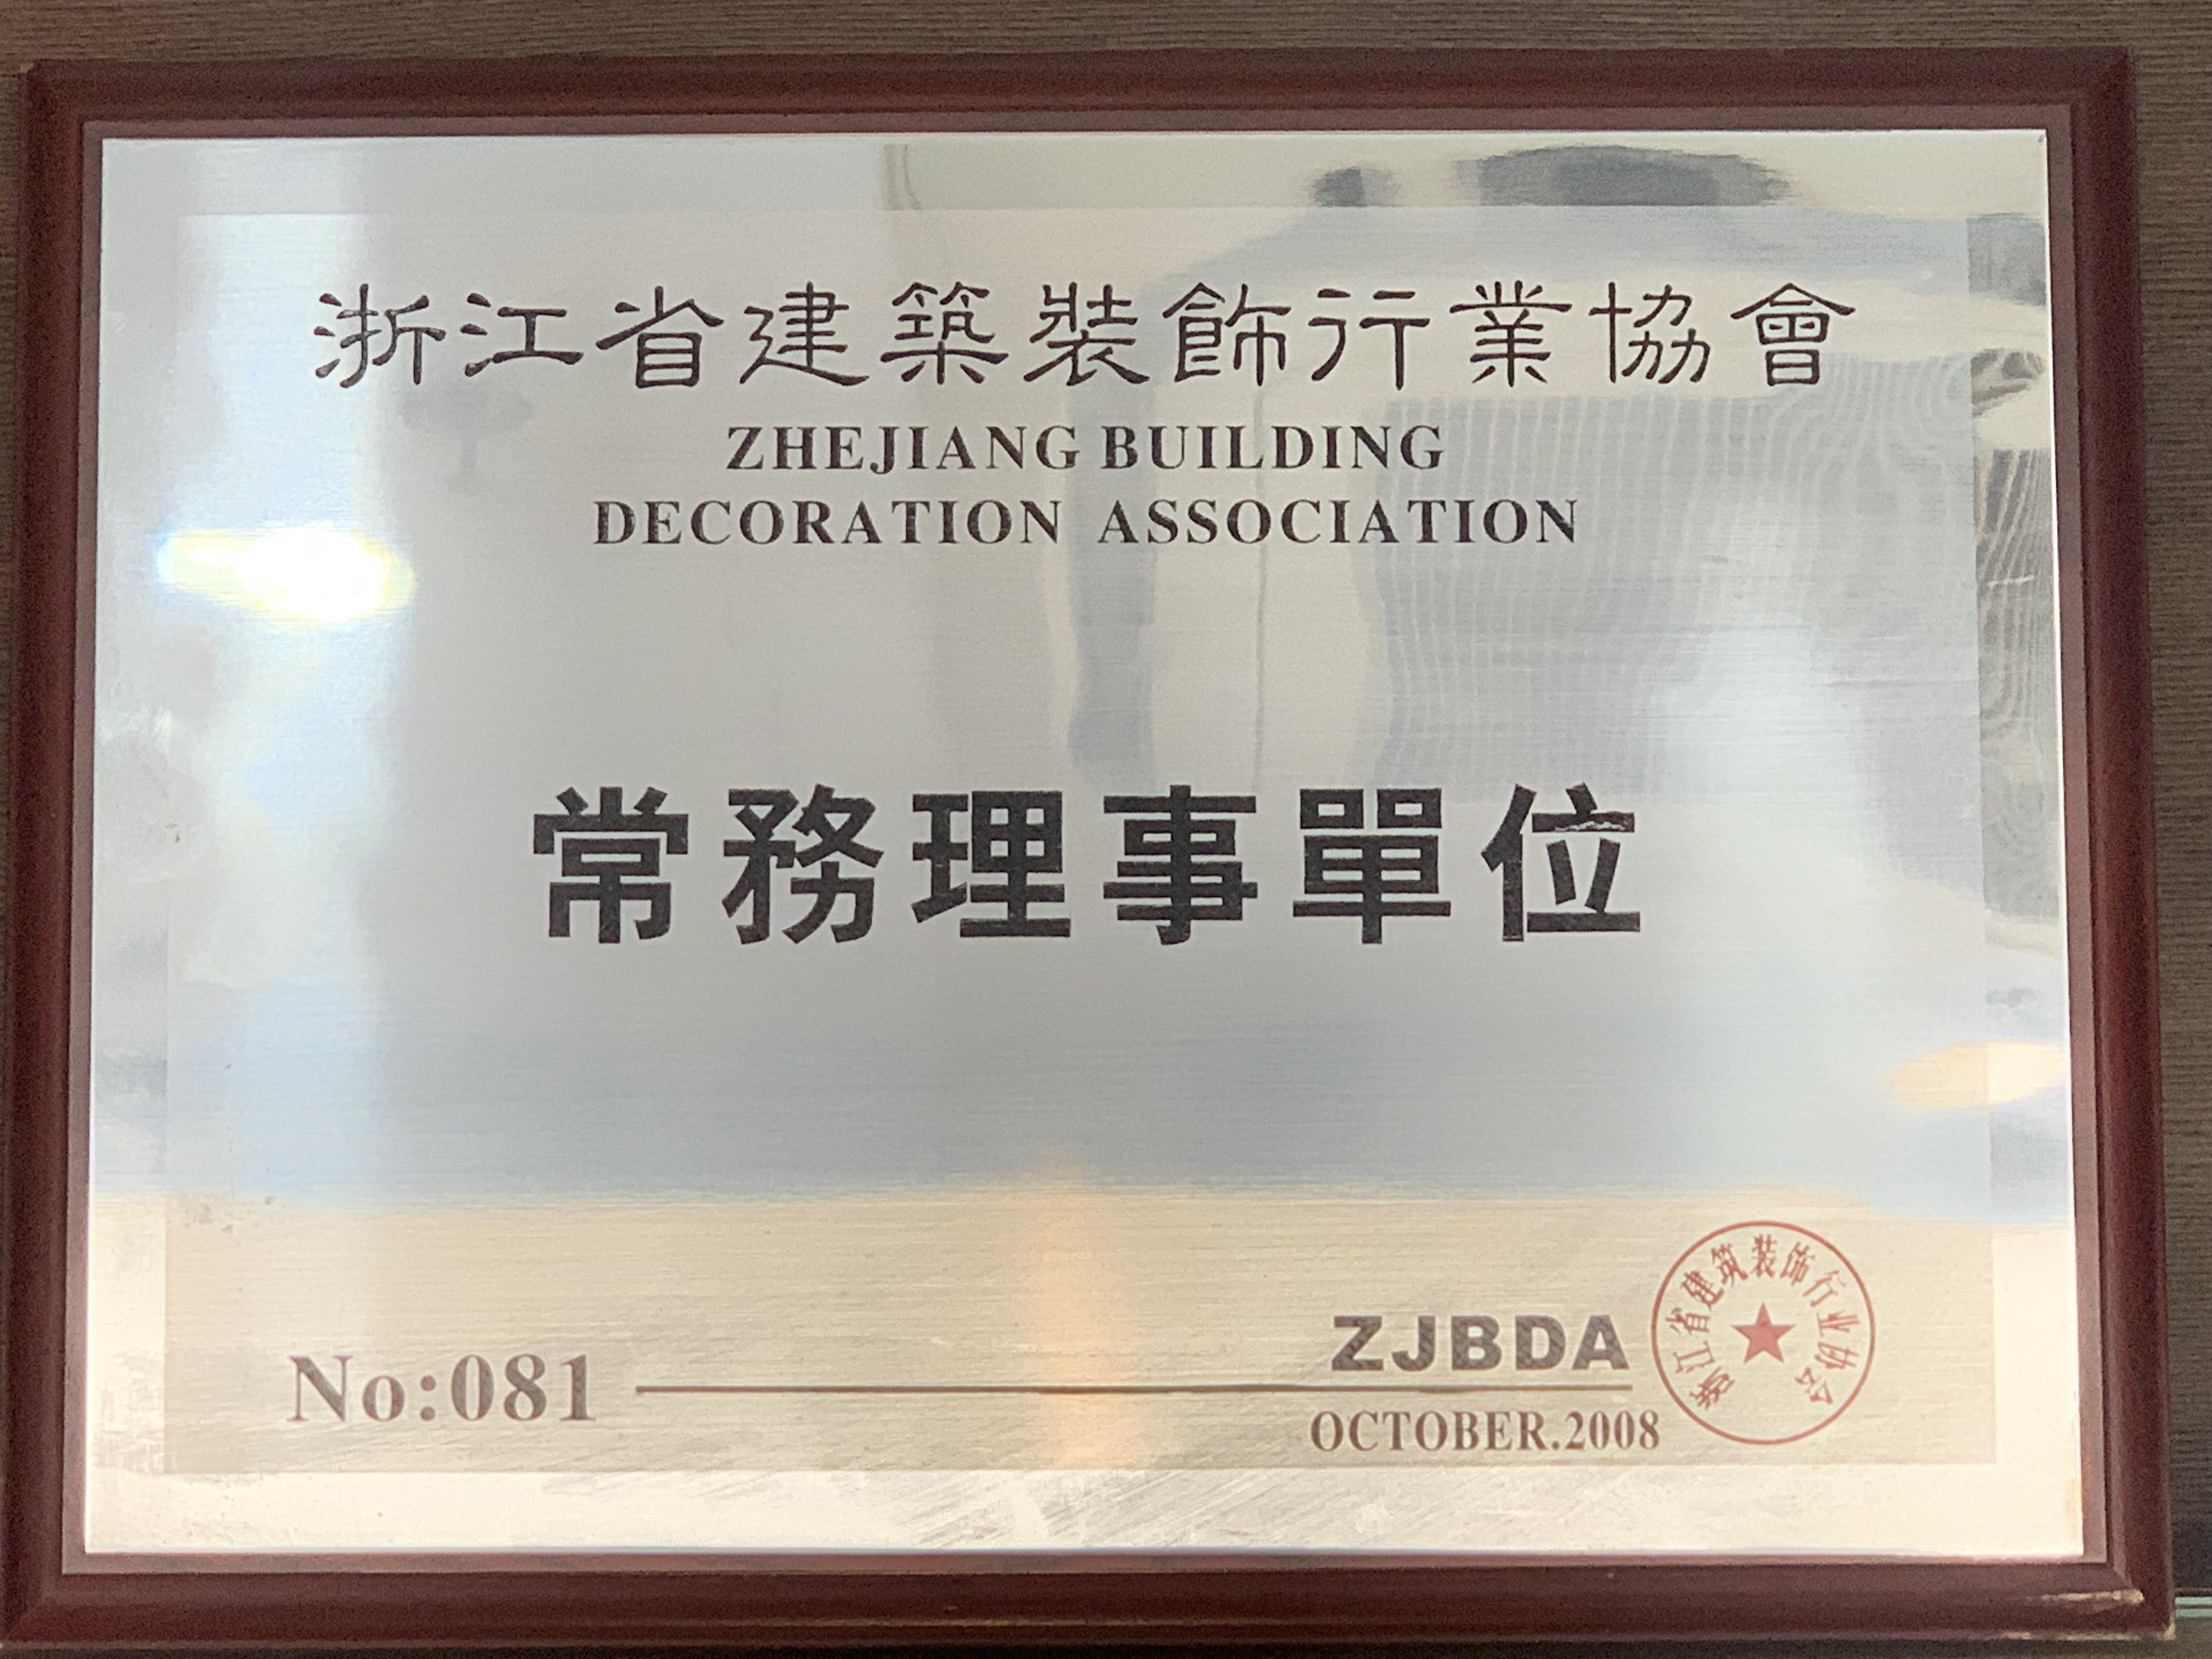 浙江省建築裝飾行業協會
ZHEJIANG BUILDING
DECORATION ASSOCIATION
常務理事單位
No:081
ZJBDA
OCTOBER.2008
浙江省建筑装饰行业协会